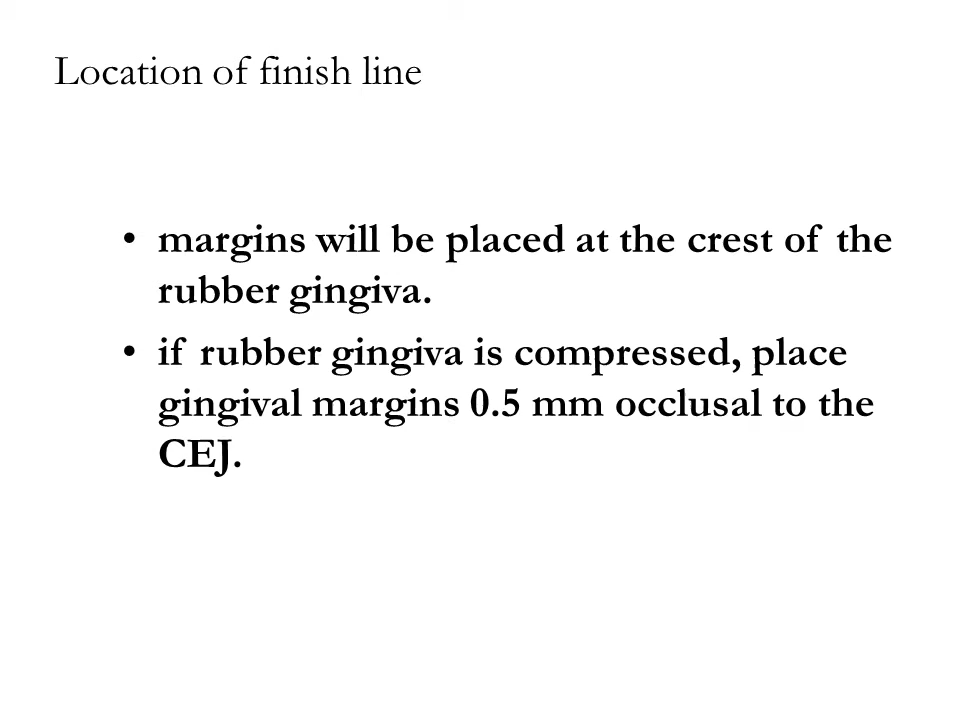 Location of finish line
• margins will be placed at the crest of the
rubber gingiva.
• if rubber gingiva is compressed, place
gingival margins 0.5 mm occlusal to the
CEJ.